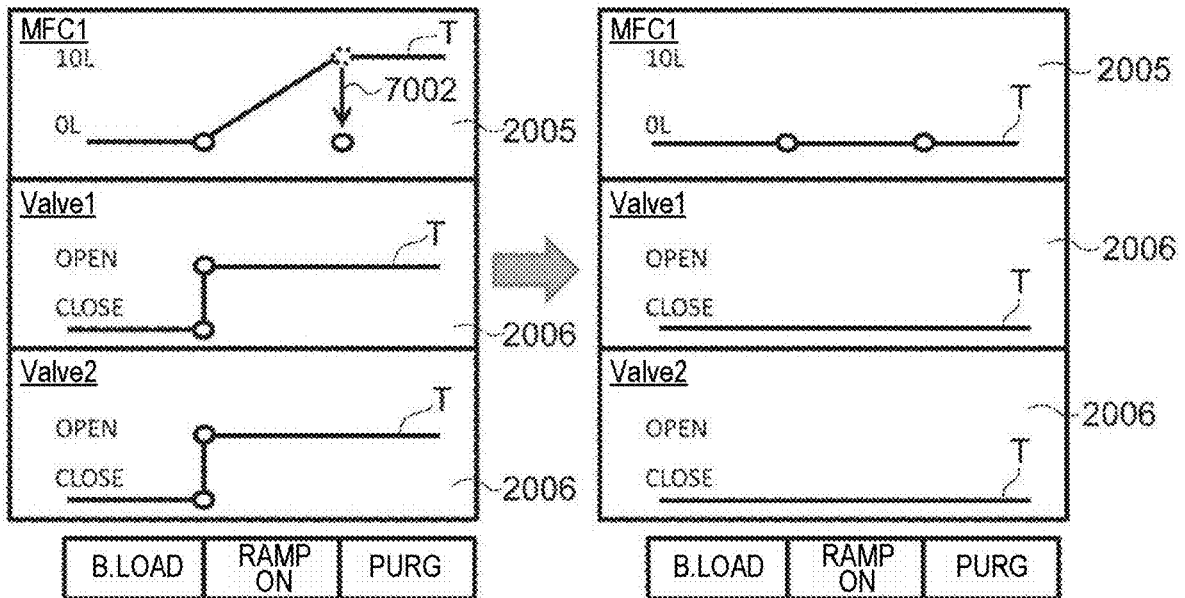 MFC1
10L
T
7002
0L
2005
Valve1
T
OPEN
CLOSE
2006
Valve2
T
OPEN
CLOSE
2006
B.LOAD
RAMP
ON
PURG
MFC1
10L
2005
T
0L
Valve1
OPEN
2006
T
CLOSE
Valve2
OPEN
2006
T
CLOSE
B.LOAD
RAMP
ON
PURG